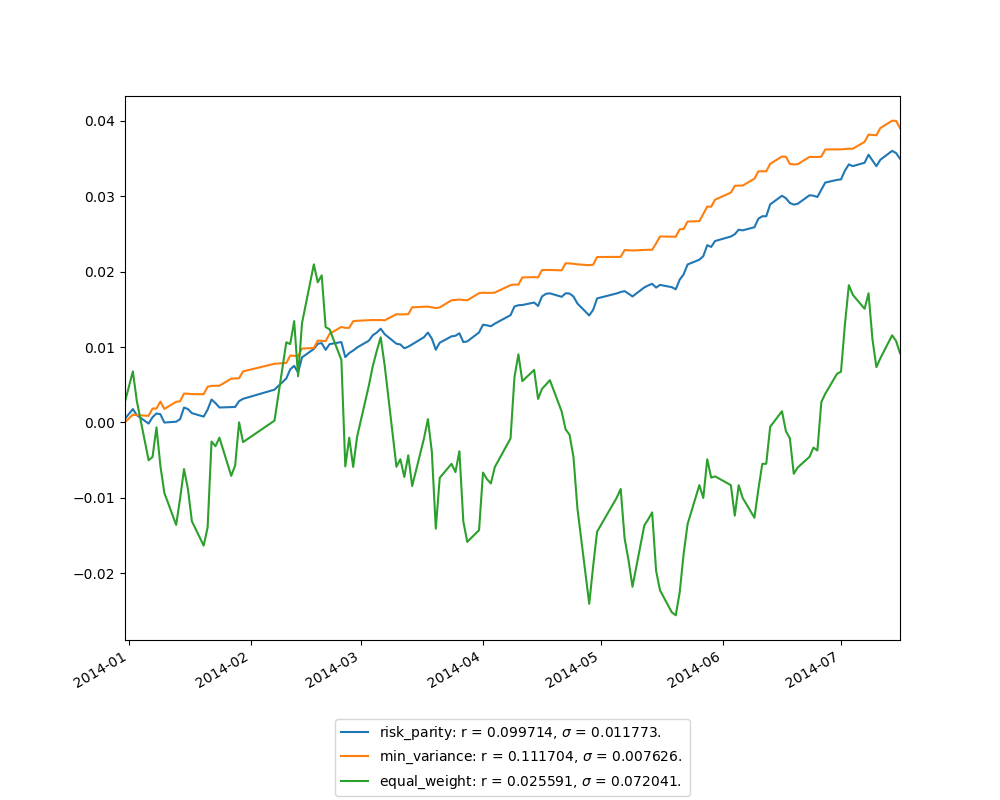 0.04
0.03
0.02
0.01
0.00
−0.01
−0.02
2014-01 2014-02 2014-03 2014-04 2014-05 2014-06 2014-07
risk_parity: r = 0.099714, σ = 0.011773.
min_variance: r = 0.111704, σ = 0.007626.
equal_weight: r = 0.025591, σ = 0.072041.